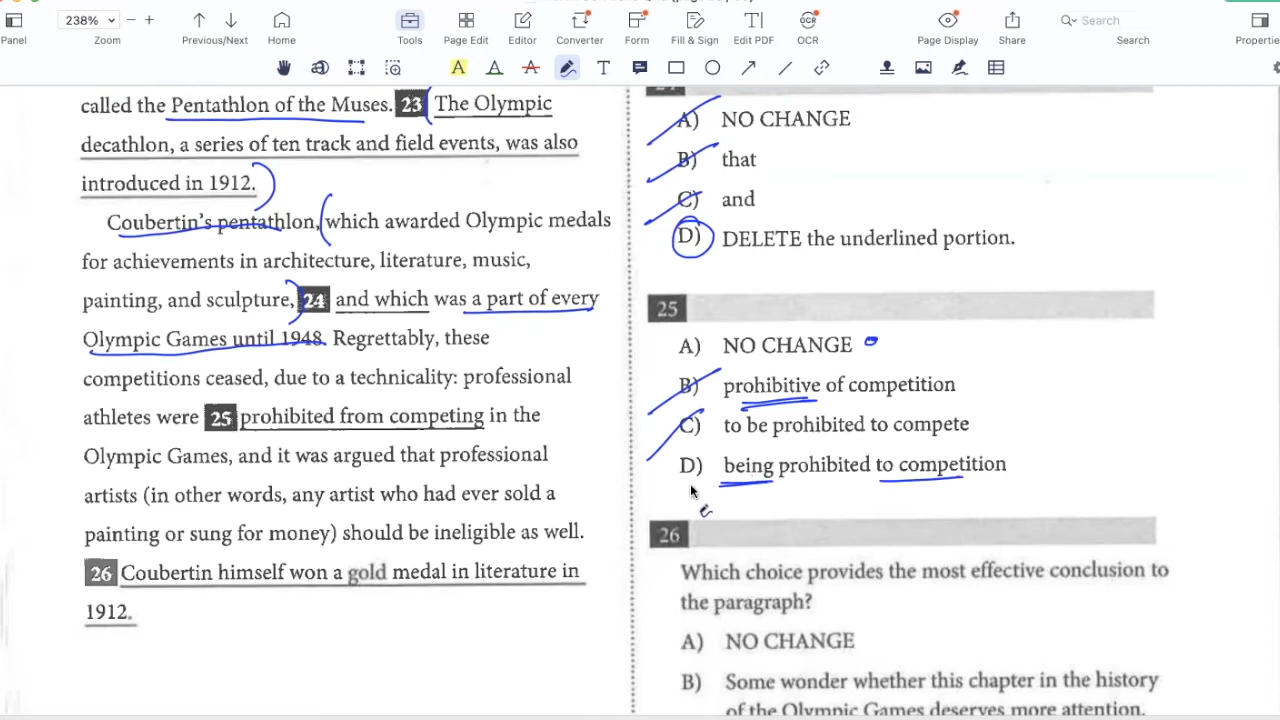 238%
Search
Panel
Zoom
Previous/Next
Home
Tools
Page Edit
Editor
Converter
Form
Fill & Sign
Edit PDF
OCR
Page Display
Share
Search
Propertie
called the Pentathlon of the Muses. 23 The Olympic
decathlon, a series of ten track and field events, was also
introduced in 1912.
Coubertin's pentathlon, which awarded Olympic medals
for achievements in architecture, literature, music,
painting, and sculpture, 24 and which was a part of every
Olympic Games until 1948. Regrettably, these
competitions ceased, due to a technicality: professional
athletes were 25 prohibited from competing in the
Olympic Games, and it was argued that professional
artists (in other words, any artist who had ever sold a
painting or sung for money) should be ineligible as well.
26 Coubertin himself won a gold medal in literature in
1912.
A) NO CHANGE
B) that
C) and
D) DELETE the underlined portion.
25
A) NO CHANGE
B) prohibitive of competition
C) to be prohibited to compete
D) being prohibited to competition
26
Which choice provides the most effective conclusion to
the paragraph?
A) NO CHANGE
B) Some wonder whether this chapter in the history
of the Olympic Games deserves more attention.